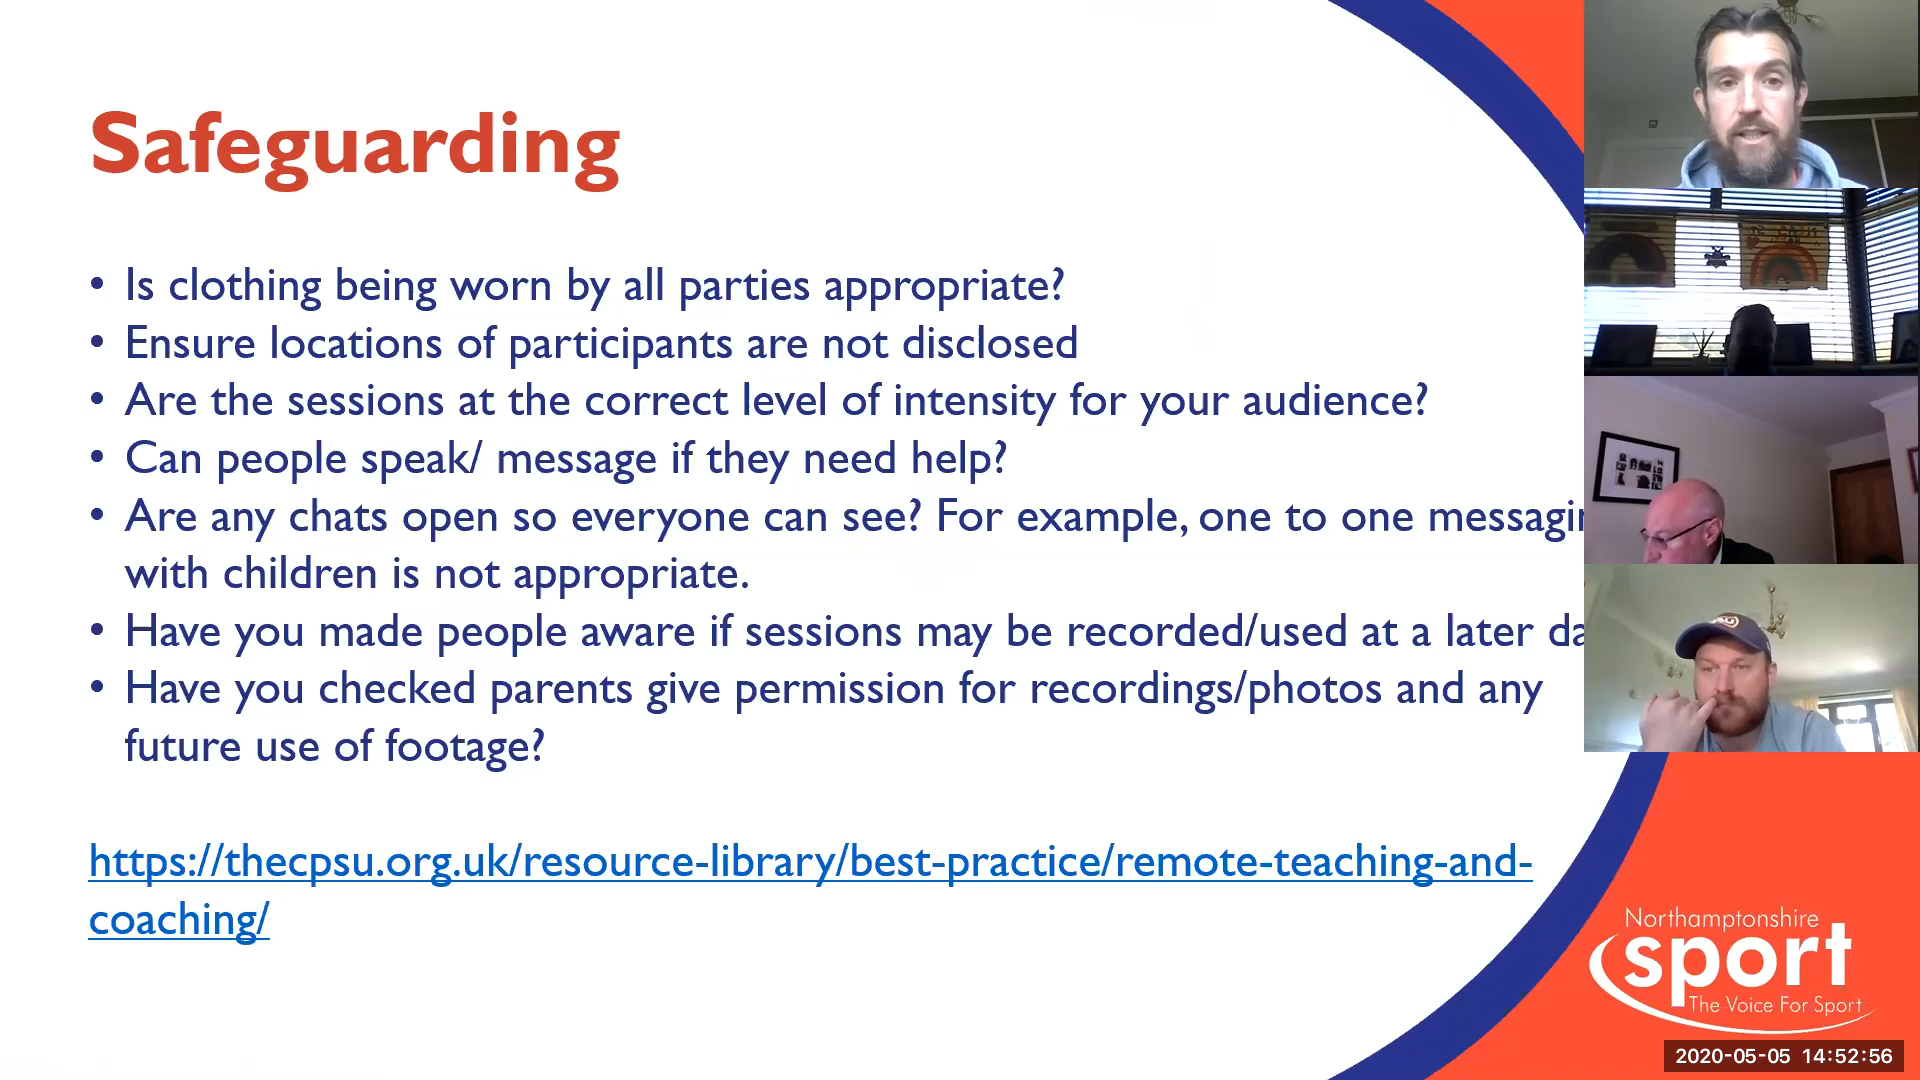 Safeguarding
• Is clothing being worn by all parties appropriate?
• Ensure locations of participants are not disclosed
• Are the sessions at the correct level of intensity for your audience?
• Can people speak/ message if they need help?
• Are any chats open so everyone can see? For example, one to one
with children is not appropriate.
• Have you made people aware if sessions may be recorded/used at a later
• Have you checked parents give permission for recordings/photos and any
future use of footage?
https://thecpsu.org.uk/resource-library/best-practice/remote-teaching-and-
coaching/
Northamptonshire
sport
The Voice For Sport
2020-05-05 14:52:56